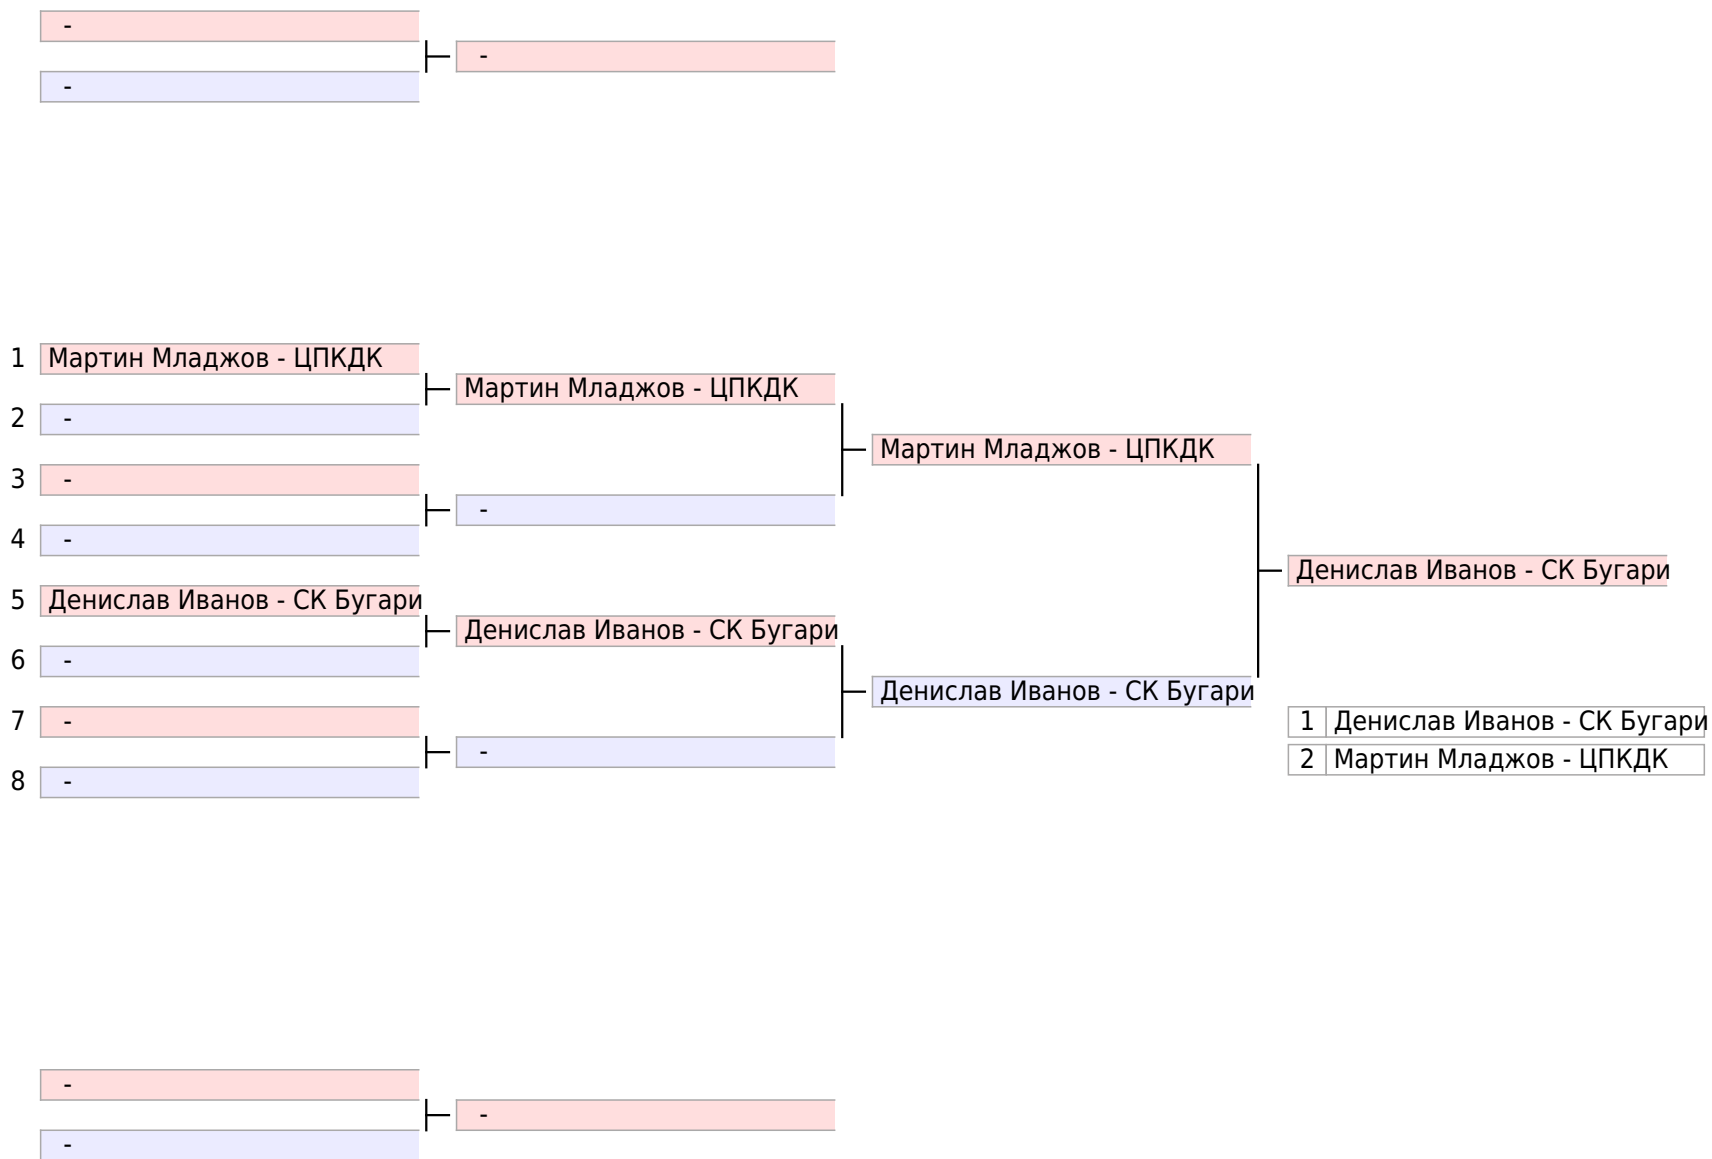 -
-
-
1 Мартин Младжов - ЦПКДК
Мартин Младжов - ЦПКДК
2 -
Мартин Младжов - ЦПКДК
3 -
-
4 -
Денислав Иванов - СК Бугари
5 Денислав Иванов - СК Бугари
Денислав Иванов - СК Бугари
6 -
Денислав Иванов - СК Бугари
7 -
1 Денислав Иванов - СК Бугари
-
2 Мартин Младжов - ЦПКДК
8 -
-
-
-